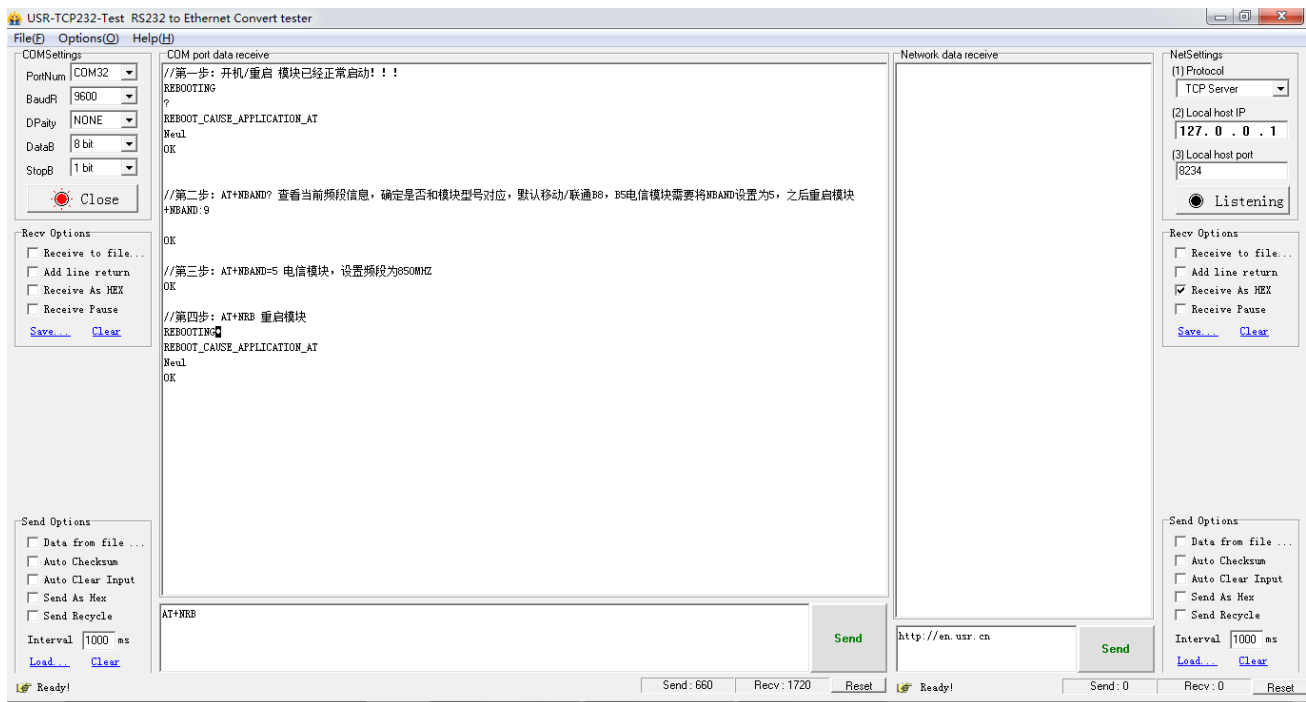 USR-TCP232-Test RS232 to Ethernet Convert tester
File(F) Options(O) Help(H)
COMSettings
PortNum COM32
BaudR 9600
DPaity NONE
DataB 8 bit
StopB 1 bit
Close
Recv Options
Receive to file...
Add line return
Receive As HEX
Receive Pause
Save... Clear
Send Options
Data from file ...
Auto Checksum
Auto Clear Input
Send As Hex
Send Recycle
Interval 1000 ms
Load... Clear
COM port data receive
//第一步：开机/重启 模块已经正常启动！！！
REBOOTING
?
REBOOT_CAUSE_APPLICATION_AT
Neul
OK
//第二步：AT+NBAND? 查看当前频段信息，确定是否和模块型号对应，默认移动/联通B8，B5电信模块需要将NBAND设置为5，之后重启模块
+NBAND:9
OK
//第三步：AT+NBAND=5 电信模块，设置频段为850MHZ
OK
//第四步：AT+NRB 重启模块
REBOOTING
REBOOT_CAUSE_APPLICATION_AT
Neul
OK
AT+NRB
Send
Network data receive
http://en.usr.cn
Send
NetSettings
(1) Protocol
TCP Server
(2) Local host IP
127. 0 . 0 . 1
(3) Local host port
8234
Listening
Recv Options
Receive to file...
Add line return
Receive As HEX
Receive Pause
Save... Clear
Send Options
Data from file ...
Auto Checksum
Auto Clear Input
Send As Hex
Send Recycle
Interval 1000 ms
Load... Clear
Ready! Send : 660 Recv : 1720 Reset
Ready! Send : 0 Recv : 0 Reset